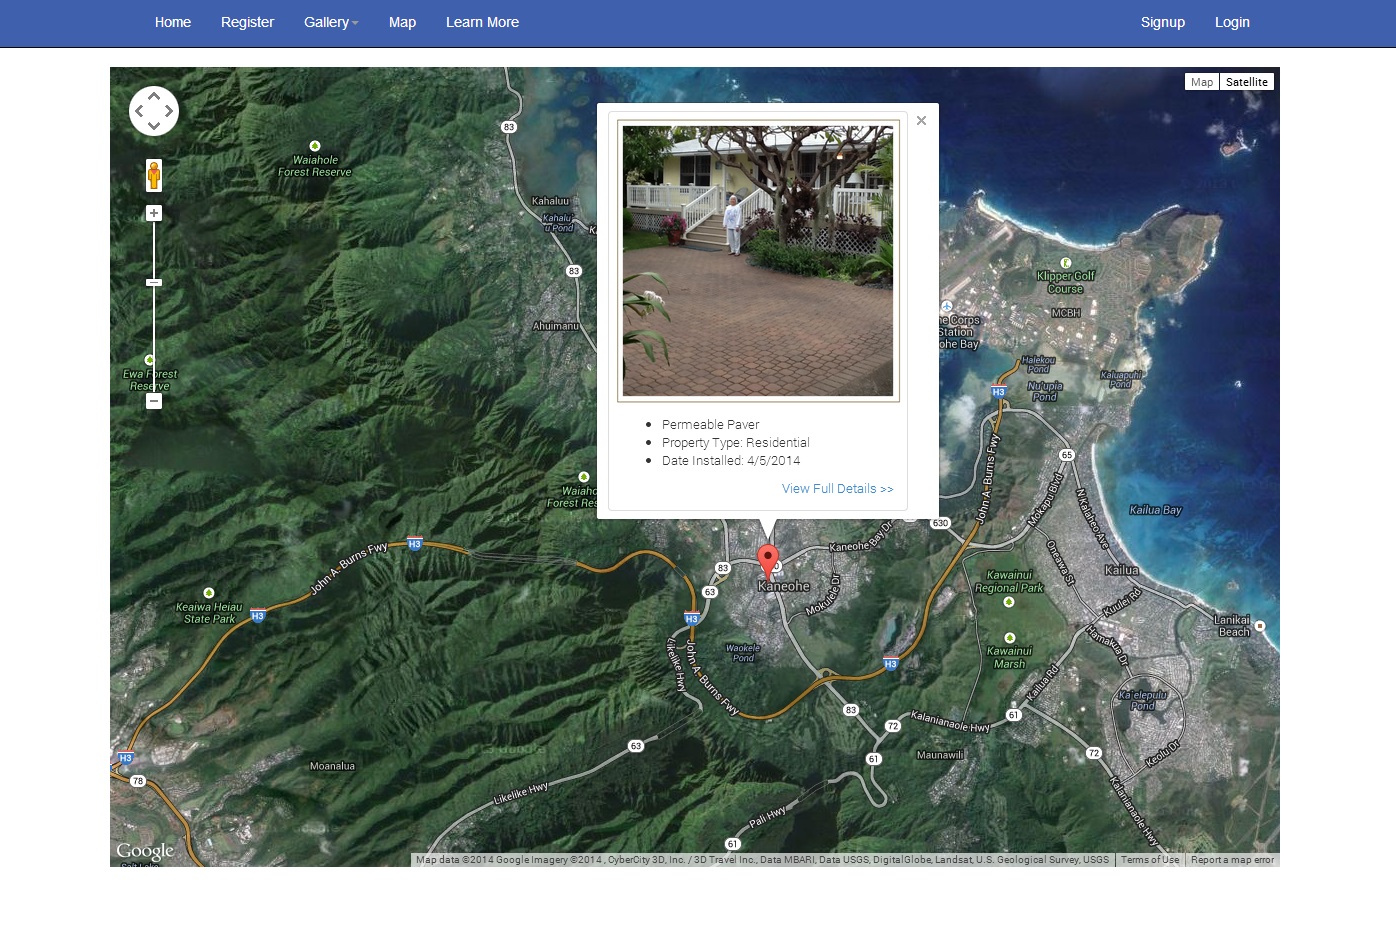 Home
Register
Gallery
Map
Learn More
Signup
Login
Map
Satellite
83
Waiahole
Forest Reserve
Kahaluu
Kahalu
u Pond
83
Ahuimanu
Ewa Forest
Reserve
Permeable Paver
Property Type: Residential
Date Installed: 4/5/2014
View Full Details >>
Klipper Golf
Course
MCBH
ne Corps
Station
ohe Bay
Halekou
Pond
Nu'upia
Pond
Kaluapuhi
Pond
H3
65
John A. Burns Fwy
Mokapu Blvd
N Kalaheo Ave
Kailua Bay
630
Waiaho
Forest Res
John A. Burns Fwy
H3
H3
Keaiwa Heiau
State Park
83
63
Kaneohe
Kaneohe Bay Dr
Mokulele Dr
Oneawa St
Kailua
Kawainui
Regional Park
Kuulei Rd
Lanikai
Beach
H3
Likelike Hwy
John A. Burns Fwy
Waokele
Pond
H3
Kawainui
Marsh
Hamakua Dr
Kailua Rd
Ka'elepulu
Pond
83
72
Kalanianaole Hwy
61
63
61
Maunawili
72
Keolu Dr
Kalanianaole Hwy
H3
78
Moanalua
Likelike Hwy
Pali Hwy
61
Google
Salt Lake
Map data ©2014 Google Imagery ©2014 , CyberCity 3D, Inc. / 3D Travel Inc., Data MBARI, Data USGS, DigitalGlobe, Landsat, U.S. Geological Survey, USGS
Terms of Use
Report a map error